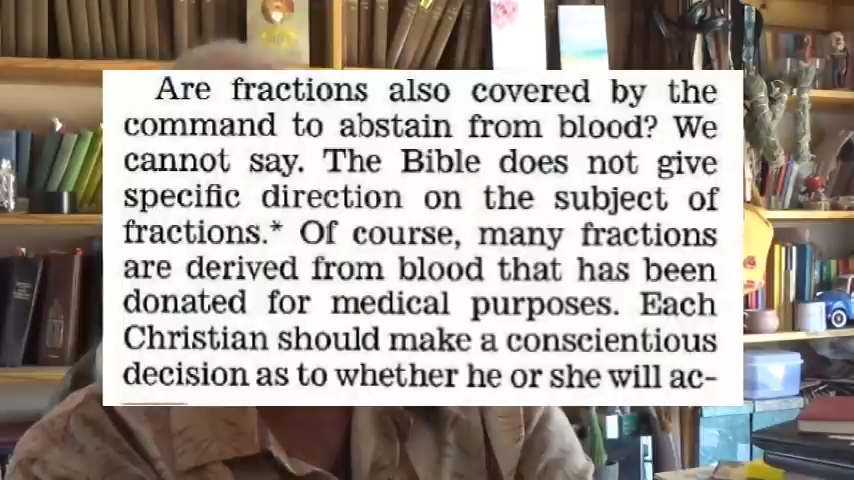 Are fractions also covered by the
command to abstain from blood? We
cannot say. The Bible does not give
specific direction on the subject of
fractions.* Of course, many fractions
are derived from blood that has been
donated for medical purposes. Each
Christian should make a conscientious
decision as to whether he or she will ac-